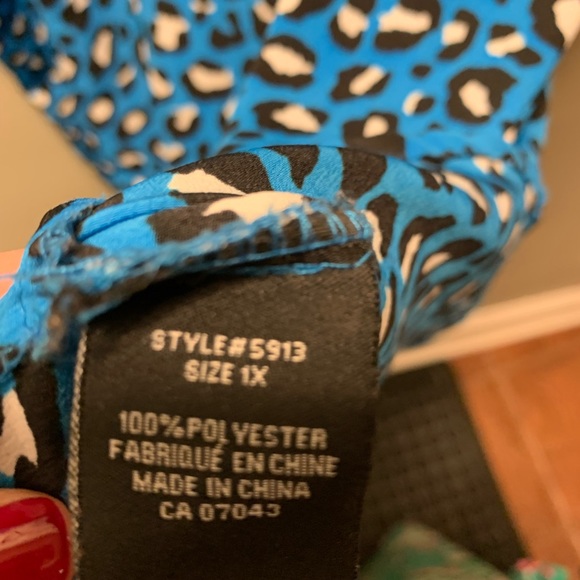 STYLE#5913
SIZE 1X
100%POLYESTER
FABRIQUÉ EN CHINE
MADE IN CHINA
CA 07043